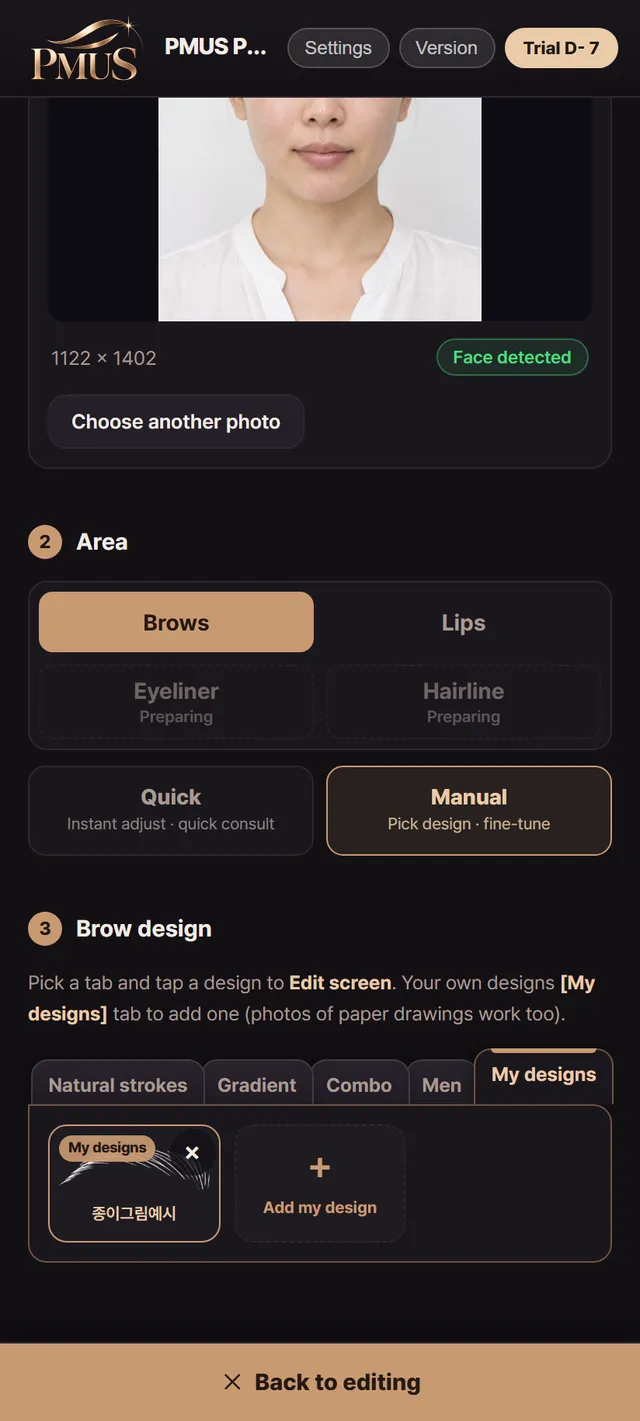 PMUS
PMUS P...
Settings
Version
Trial D- 7
1122 × 1402
Face detected
Choose another photo
2
Area
Brows
Lips
Eyeliner
Preparing
Hairline
Preparing
Quick
Instant adjust · quick consult
Manual
Pick design · fine-tune
3
Brow design
Pick a tab and tap a design to Edit screen. Your own designs [My
designs] tab to add one (photos of paper drawings work too).
Natural strokes
Gradient
Combo
Men
My designs
My designs
×
종이그림예시
+
Add my design
× Back to editing